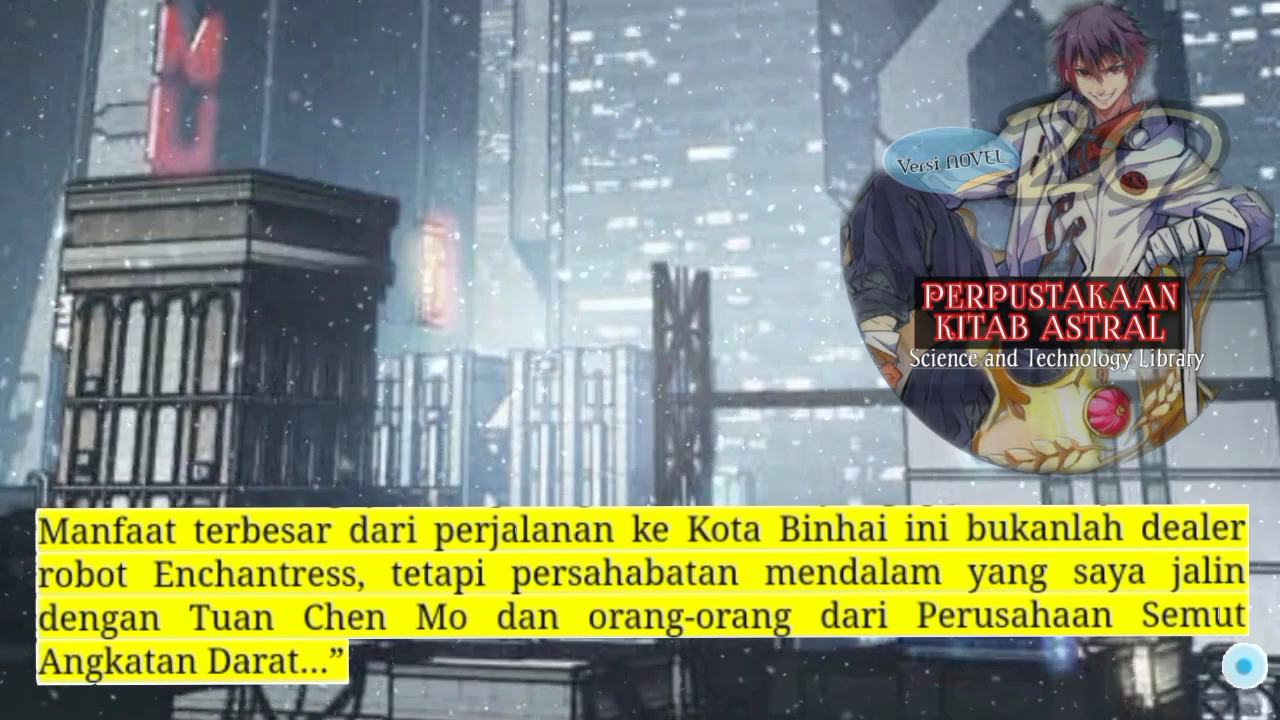 MU
20
Versi NOVEL
PERPUSTAKAAN
KITAB ASTRAL
Science and Technology Library
Manfaat terbesar dari perjalanan ke Kota Binhai ini bukanlah dealer
robot Enchantress, tetapi persahabatan mendalam yang saya jalin
dengan Tuan Chen Mo dan orang-orang dari Perusahaan Semut
Angkatan Darat...”